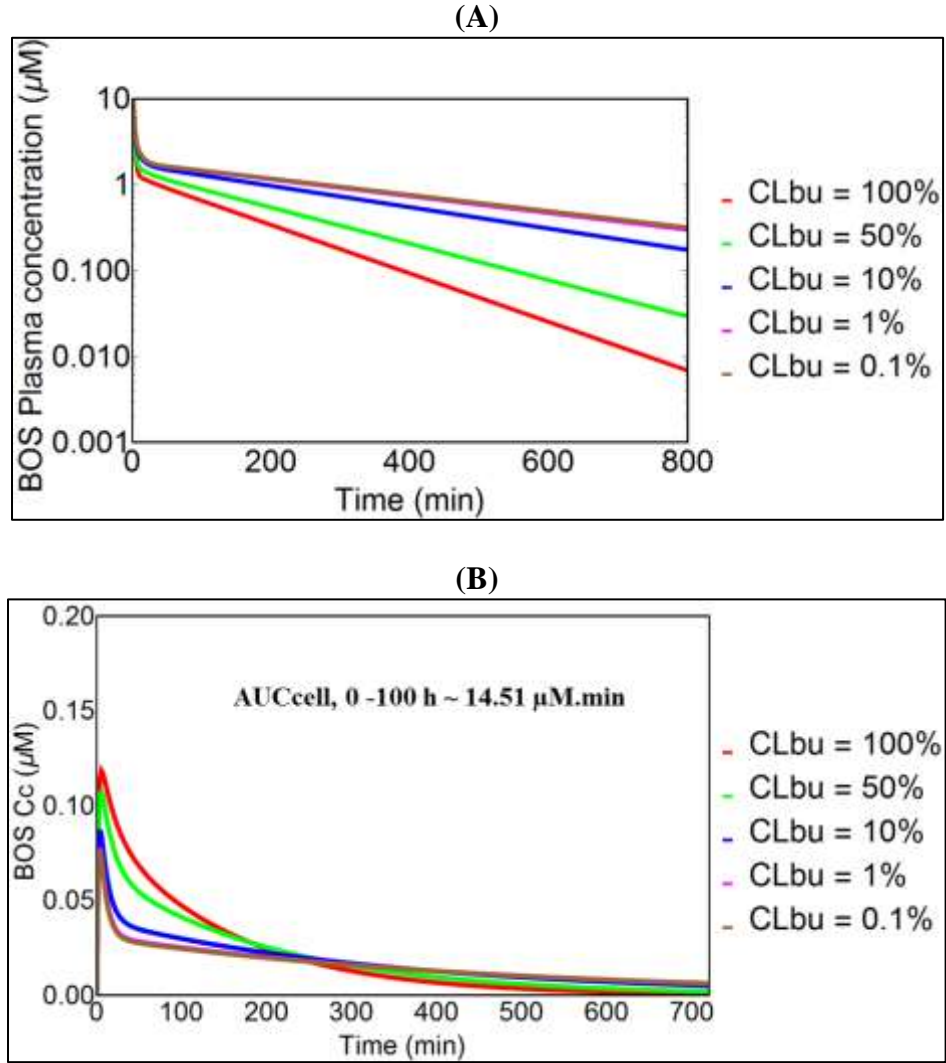 (A)
BOS Plasma concentration (µM)
10
1
0.100
0.010
0.001
0
200
400
600
800
Time (min)
CLbu = 100%
CLbu = 50%
CLbu = 10%
CLbu = 1%
CLbu = 0.1%
(B)
BOS Cc (µM)
0.20
0.15
0.10
0.05
0.00
AUCcell, 0 -100 h ~ 14.51 µM.min
0
100
200
300
400
500
600
700
Time (min)
CLbu = 100%
CLbu = 50%
CLbu = 10%
CLbu = 1%
CLbu = 0.1%